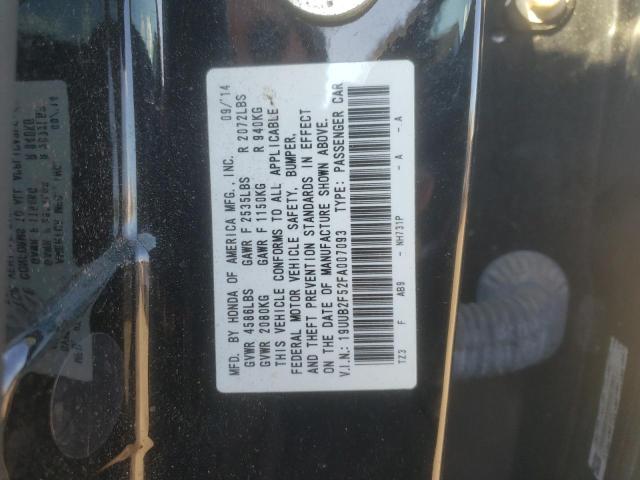 MFD. BY HONDA OF AMERICA MFG., INC. 09/14
GVWR 4586LBS GAWR F 2535LBS R 2072LBS
GVWR 2080KG GAWR F 1150KG R 940KG
THIS VEHICLE CONFORMS TO ALL APPLICABLE
FEDERAL MOTOR VEHICLE SAFETY, BUMPER,
AND THEFT PREVENTION STANDARDS IN EFFECT
ON THE DATE OF MANUFACTURE SHOWN ABOVE.
V.I.N.: 19UUB2F52FA007093 TYPE: PASSENGER CAR
TZ3 F AB9 - NH731P - A - A